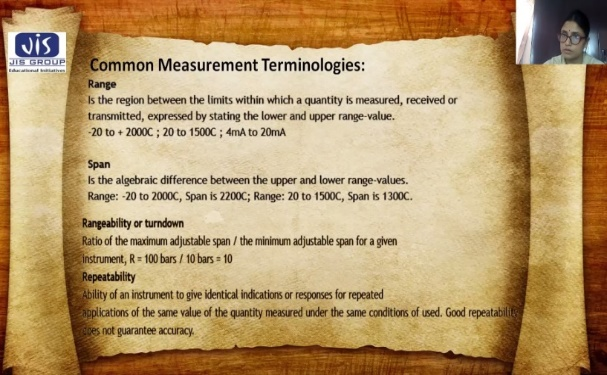 JIS
JIS GROUP
Educational Initiatives
Common Measurement Terminologies:
Range
Is the region between the limits within which a quantity is measured, received or
transmitted, expressed by stating the lower and upper range-value.
-20 to + 2000C ; 20 to 1500C ; 4mA to 20mA
Span
Is the algebraic difference between the upper and lower range-values.
Range: -20 to 2000C, Span is 2200C; Range: 20 to 1500C, Span is 1300C.
Rangeability or turndown
Ratio of the maximum adjustable span / the minimum adjustable span for a given
instrument, R = 100 bars / 10 bars = 10
Repeatability
Ability of an instrument to give identical indications or responses for repeated
applications of the same value of the quantity measured under the same conditions of used. Good repeatability
does not guarantee accuracy.